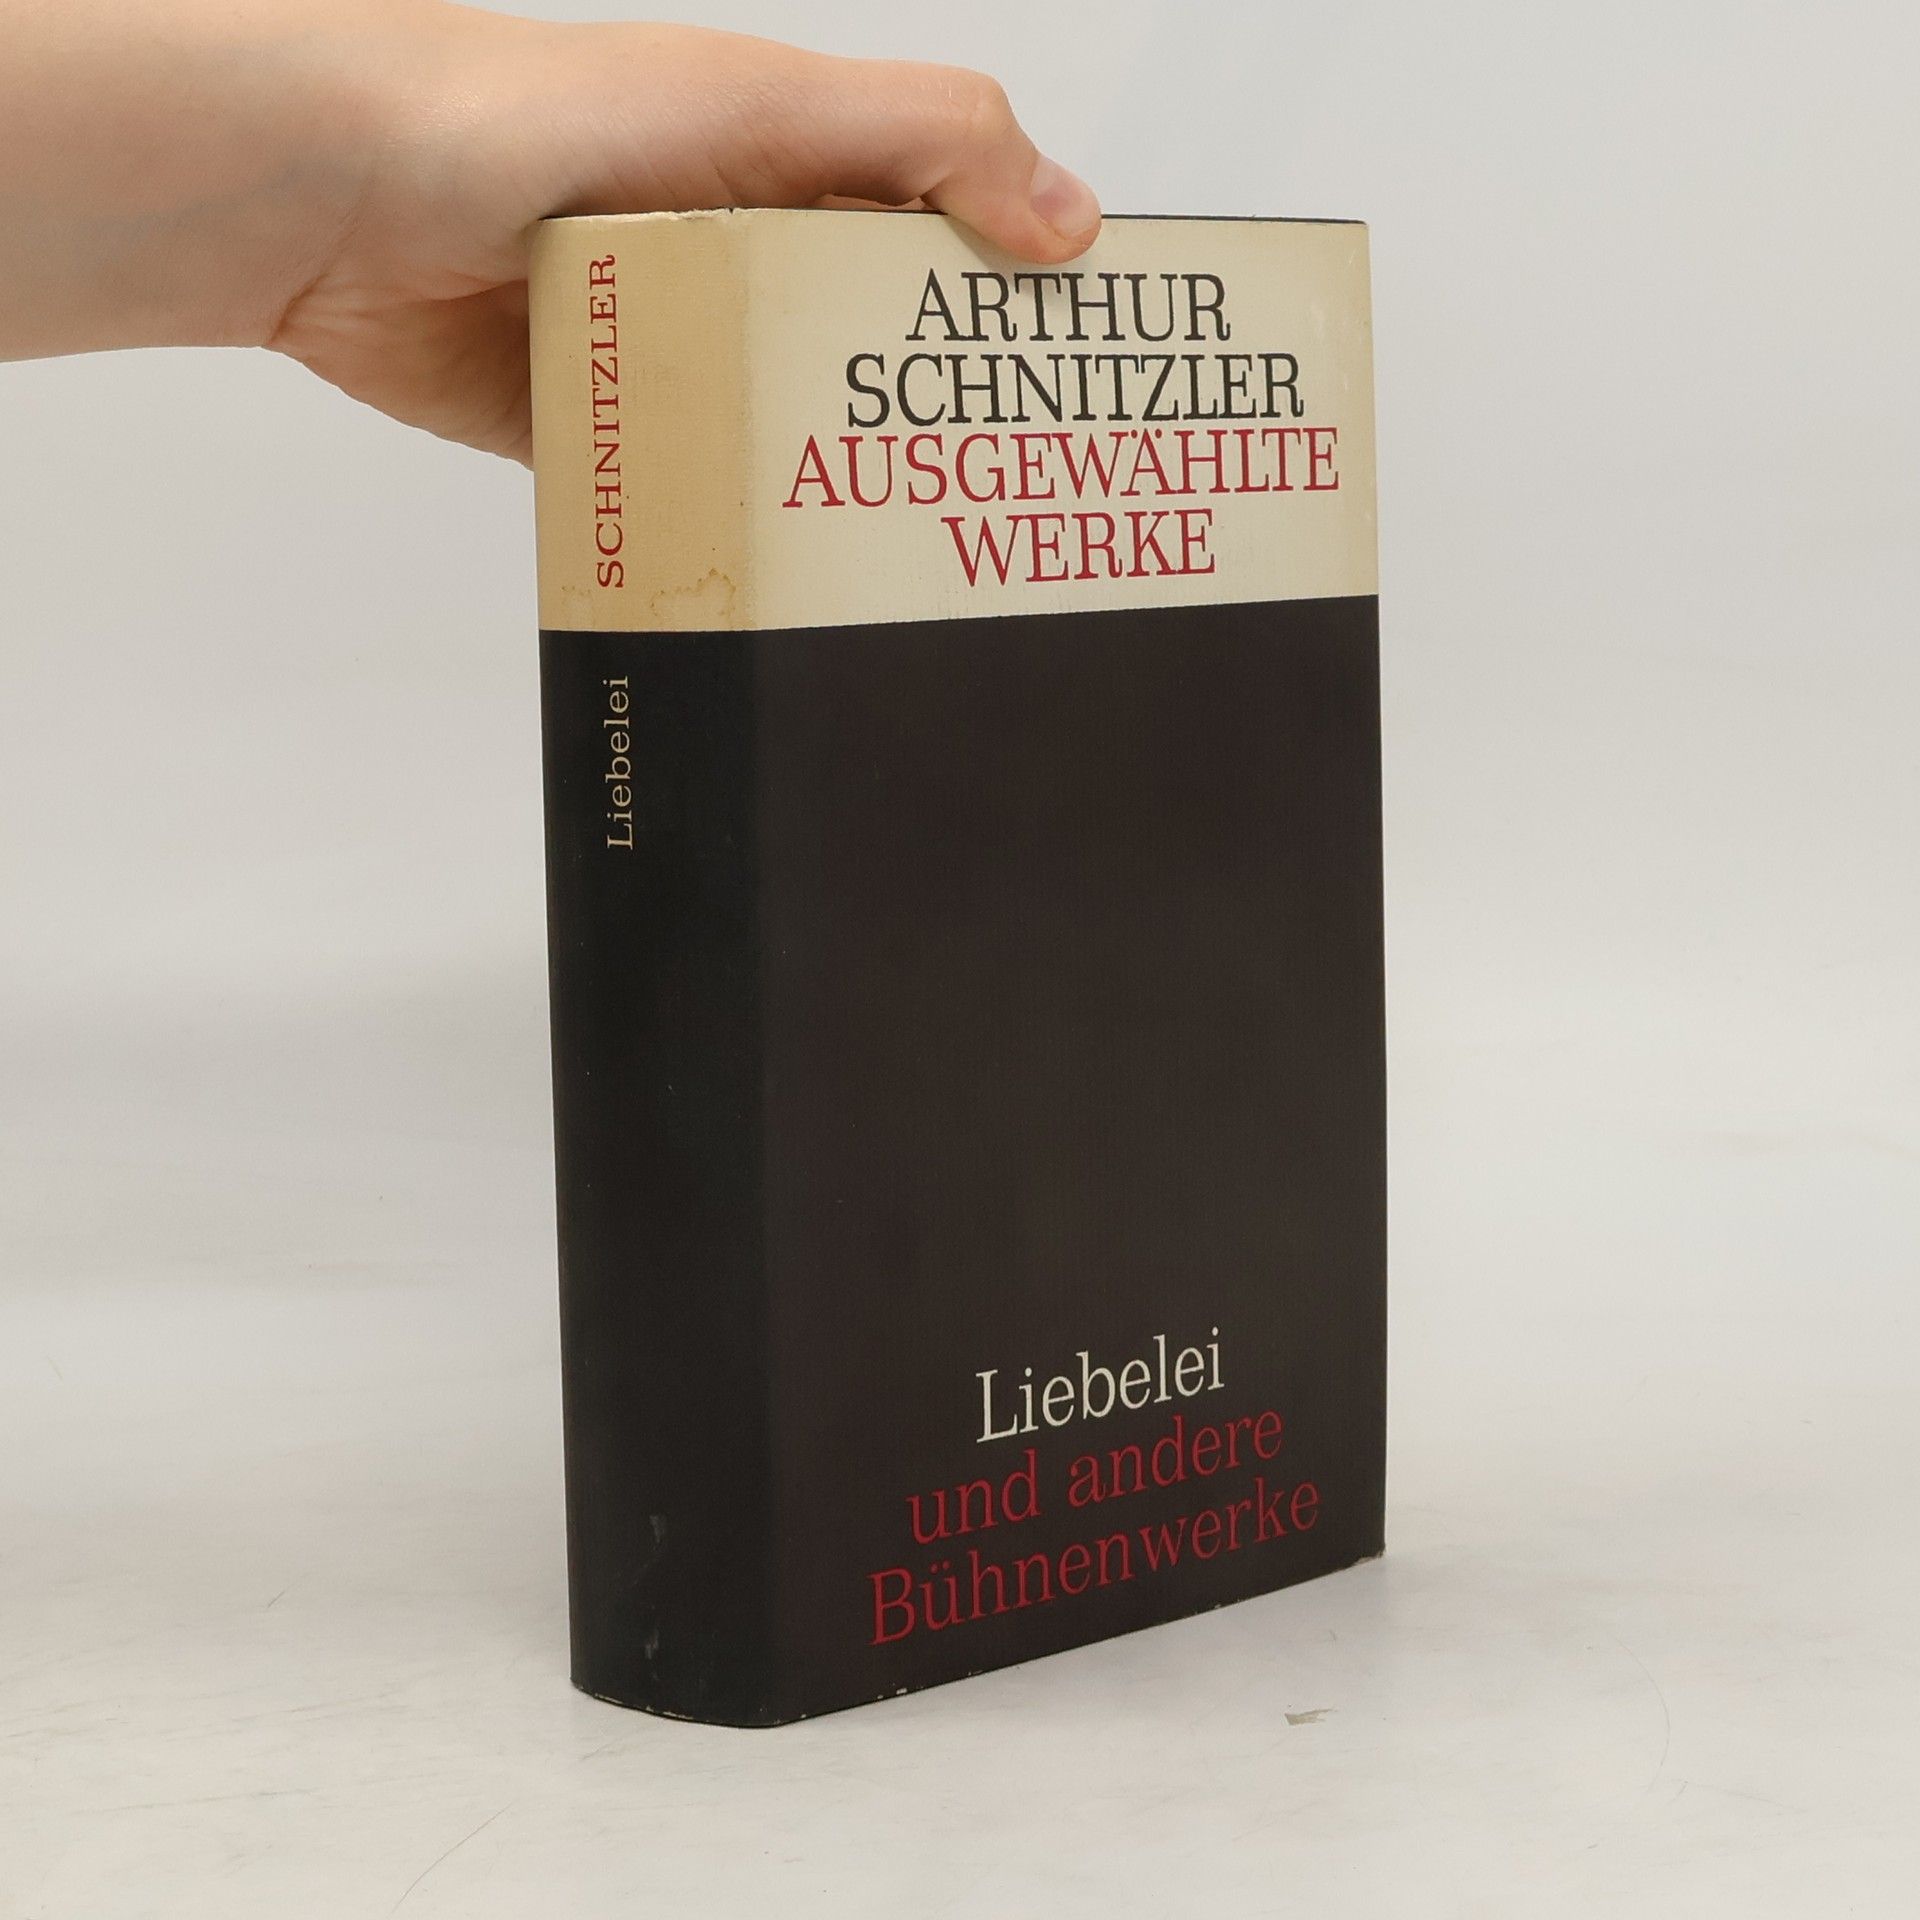 SCHNITZLER
Liebelei
ARTHUR
SCHNITZLER
AUSGEWÄHLTE
WERKE
Liebelei
und andere
Bühnenwerke